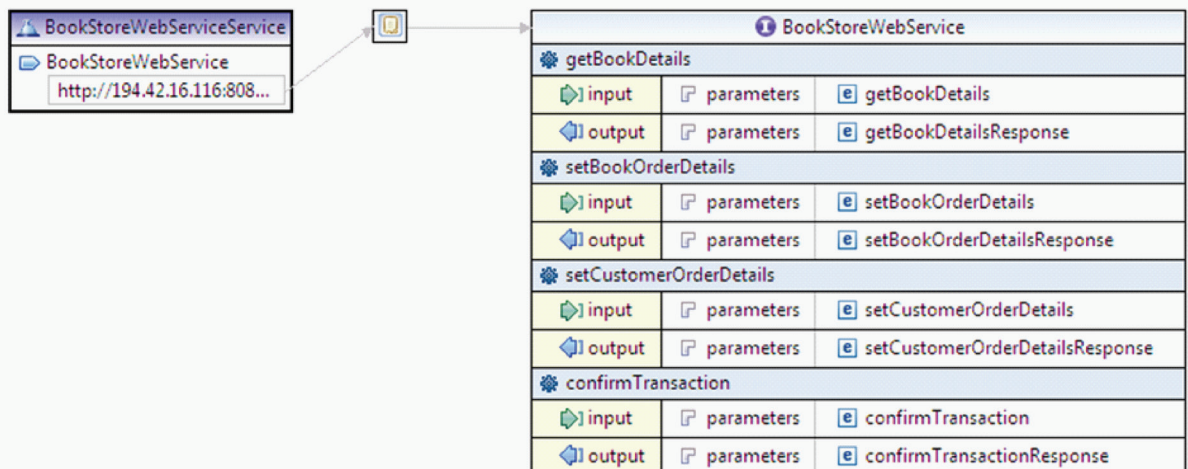 BookStoreWebServiceService
BookStoreWebService
http://194.42.16.116:808...
BookStoreWebService
getBookDetails
input parameters getBookDetails
output parameters getBookDetailsResponse
setBookOrderDetails
input parameters setBookOrderDetails
output parameters setBookOrderDetailsResponse
setCustomerOrderDetails
input parameters setCustomerOrderDetails
output parameters setCustomerOrderDetailsResponse
confirmTransaction
input parameters confirmTransaction
output parameters confirmTransactionResponse